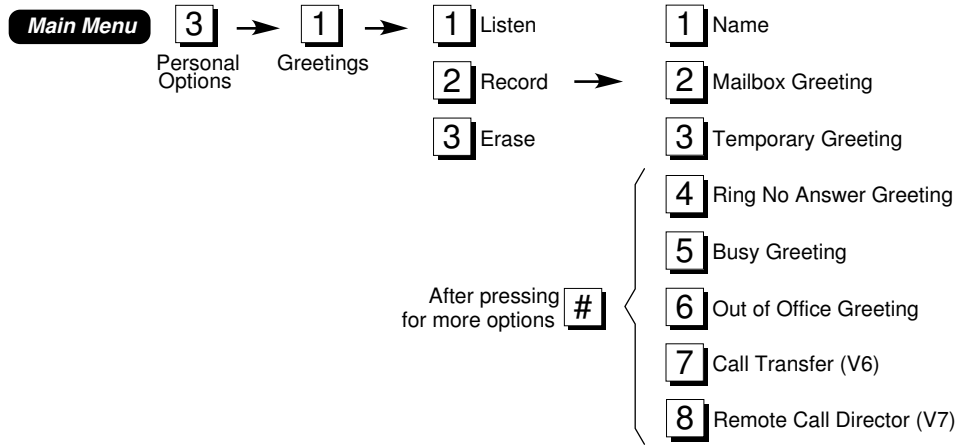 Main Menu
3
Personal
Options
1
Greetings
1 Listen
2 Record
3 Erase
1 Name
2 Mailbox Greeting
3 Temporary Greeting
After pressing
for more options #
4 Ring No Answer Greeting
5 Busy Greeting
6 Out of Office Greeting
7 Call Transfer (V6)
8 Remote Call Director (V7)